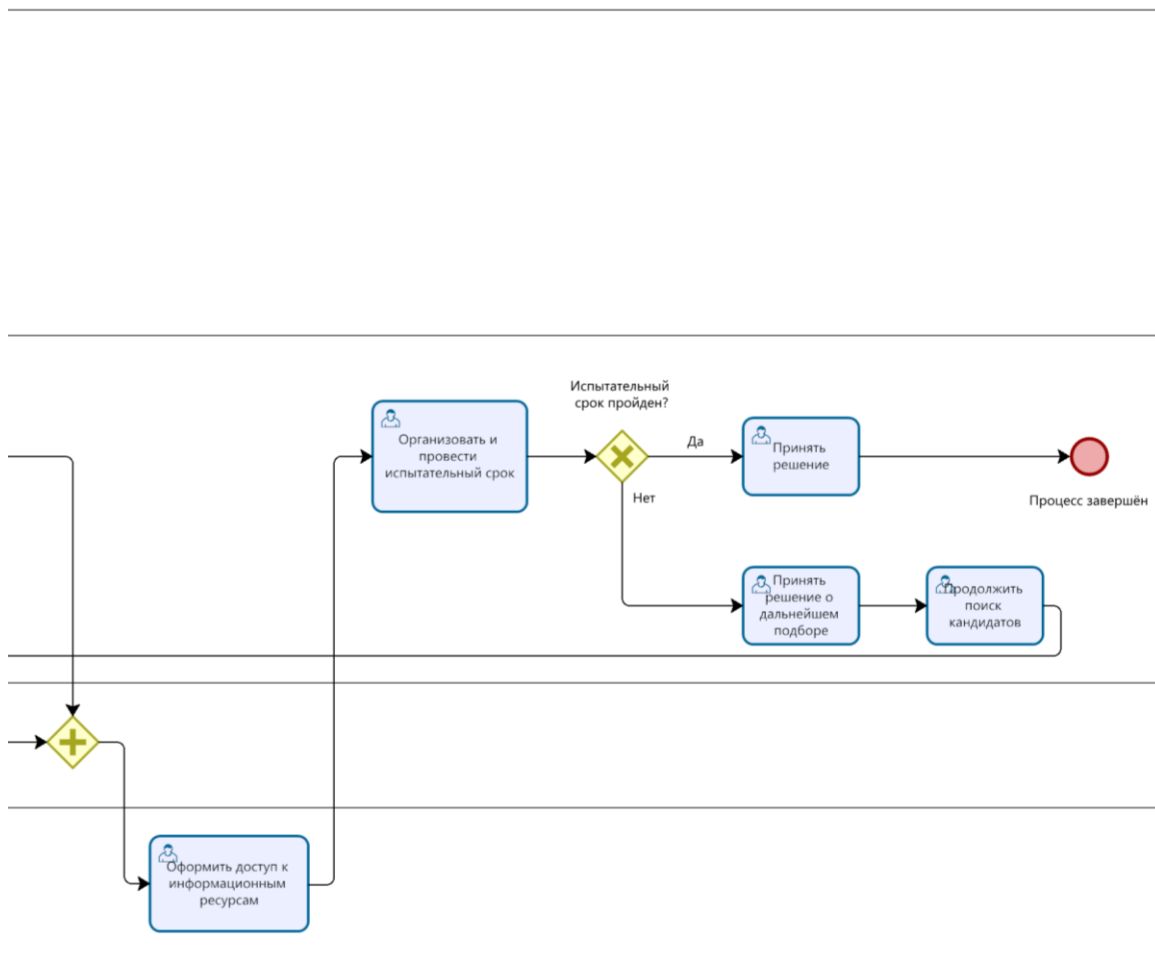 Испытательный
срок пройден?
Организовать и
провести
испытательный срок
Да
Принять
решение
Процесс завершён
Нет
Принять
решение о
дальнейшем
подборе
Продолжить
поиск
кандидатов
Оформить доступ к
информационным
ресурсам